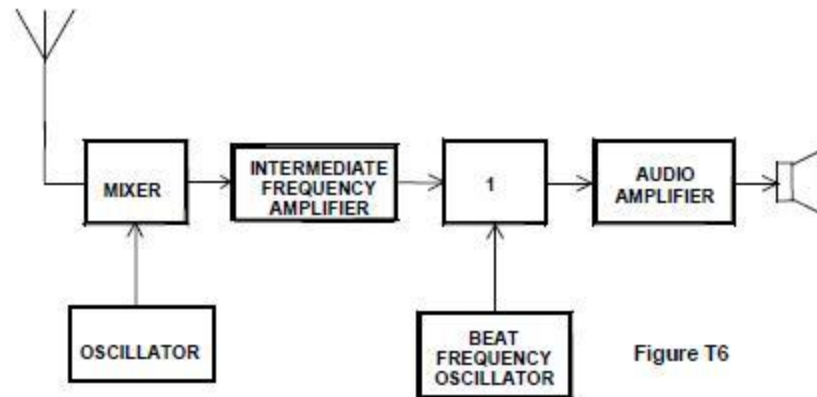 MIXER
INTERMEDIATE
FREQUENCY
AMPLIFIER
1
AUDIO
AMPLIFIER
OSCILLATOR
BEAT
FREQUENCY
OSCILLATOR
Figure T6